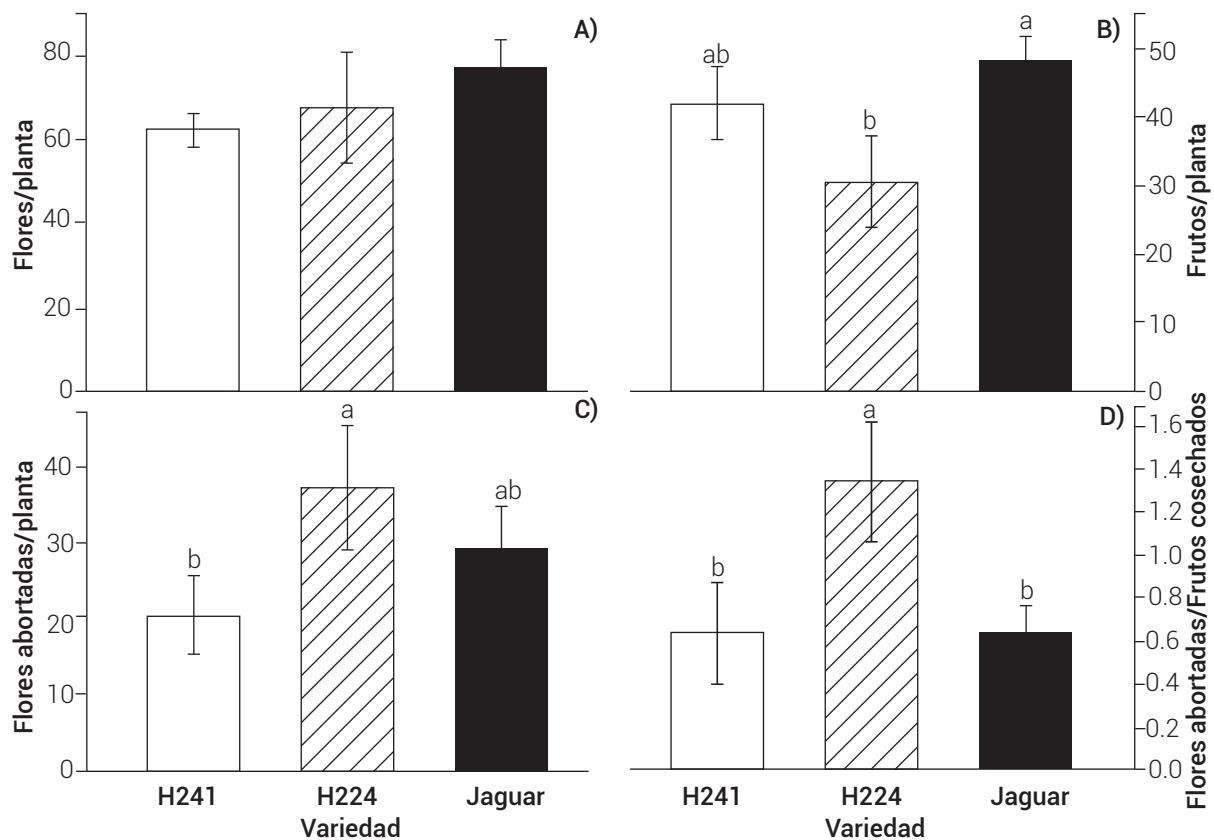 A)
Flores/planta
80
60
40
20
0
B)
ab
b
a
50
40
30
20
10
0
Frutos/planta
C)
Flores abortadas/planta
40
30
20
10
0
b
a
ab
H241
H224
Jaguar
Variedad
D)
b
a
b
1.6
1.4
1.2
1.0
0.8
0.6
0.4
0.2
0.0
Flores abortadas/Frutos cosechados
H241
H224
Jaguar
Variedad